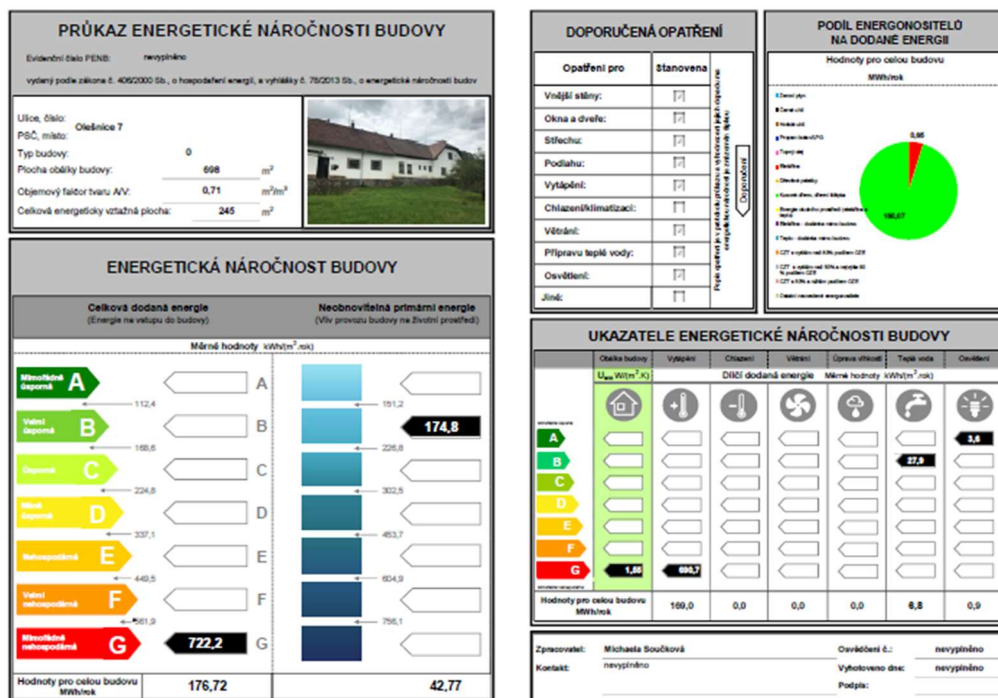 PRŮKAZ ENERGETICKÉ NÁROČNOSTI BUDOVY
Evidenční číslo PENB: nevyplněno
vydaný podle zákona č. 406/2000 Sb., o hospodaření energií, a vyhlášky č. 78/2013 Sb., o energetické náročnosti budov
Ulice, číslo: Olešnice 7
PSČ, místo:
Typ budovy: 0
Plocha obálky budovy: 698 m²
Objemový faktor tvaru A/V: 0,71 m²/m³
Celková energeticky vztažná plocha: 245 m²
ENERGETICKÁ NÁROČNOST BUDOVY
Celková dodaná energie
(Energie na vstupu do budovy)
Neobnovitelná primární energie
(Vliv provozu budovy na životní prostředí)
Měrné hodnoty kWh/(m².rok)
Mimořádně úsporná A A
112,4 151,2
Velmi úsporná B B 174,8
168,6 226,8
Úsporná C C
224,8 302,5
Méně úsporná D D
337,1 453,7
Nehospodárná E E
449,5 604,9
Velmi nehospodárná F F
561,9 756,1
Mimořádně nehospodárná G 722,2 G
Hodnoty pro celou budovu MWh/rok 176,72 42,77
DOPORUČENÁ OPATŘENÍ
Opatření pro Stanovena
Vnější stěny:
Okna a dveře:
Střechu:
Podlahu:
Vytápění:
Chlazení/klimatizaci:
Větrání:
Přípravu teplé vody:
Osvětlení:
Jiné:
Doporučení
PODÍL ENERGONOSITELŮ
NA DODANÉ ENERGII
Hodnoty pro celou budovu
MWh/rok
UKAZATELE ENERGETICKÉ NÁROČNOSTI BUDOVY
Obálka budovy Vytápění Chlazení Větrání Úprava vlhkosti Teplá voda Osvětlení
Uem W/(m².K) Dílčí dodaná energie Měrné hodnoty kWh/(m².rok)
A 3,6
B 27,9
C
D
E
F
G 690,7
Hodnoty pro celou budovu MWh/rok 169,0 0,0 0,0 0,0 6,8 0,9
Zpracovatel: Michaela Součková Osvědčení č.: nevyplněno
Kontakt: nevyplněno Vyhotoveno dne: nevyplněno
Podpis: